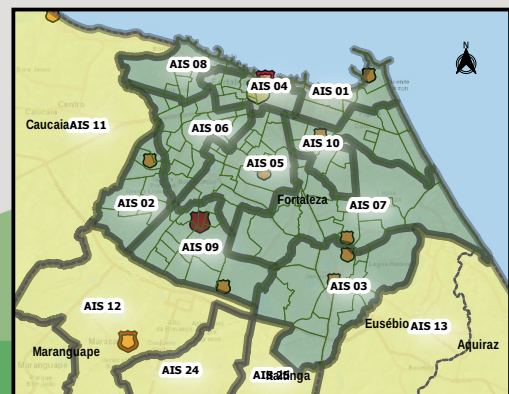 N
AIS 08
AIS 04
AIS 01
Caucaia AIS 11
AIS 06
AIS 10
AIS 05
Fortaleza
AIS 02
AIS 07
AIS 09
AIS 03
AIS 12
Eusébio AIS 13
Maranguape
Aquiraz
AIS 24